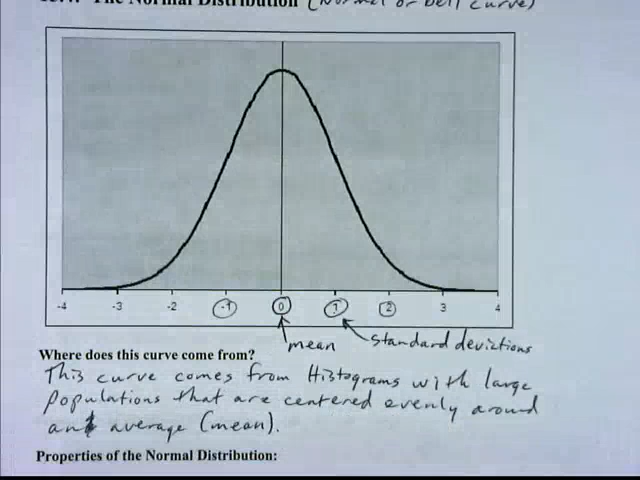 The Normal Distribution (Normal or bell curve)
-4 -3 -2 -1 0 1 2 3 4
mean
standard deviations
Where does this curve come from?
This curve comes from Histograms with large
populations that are centered evenly around
an average (mean).
Properties of the Normal Distribution: